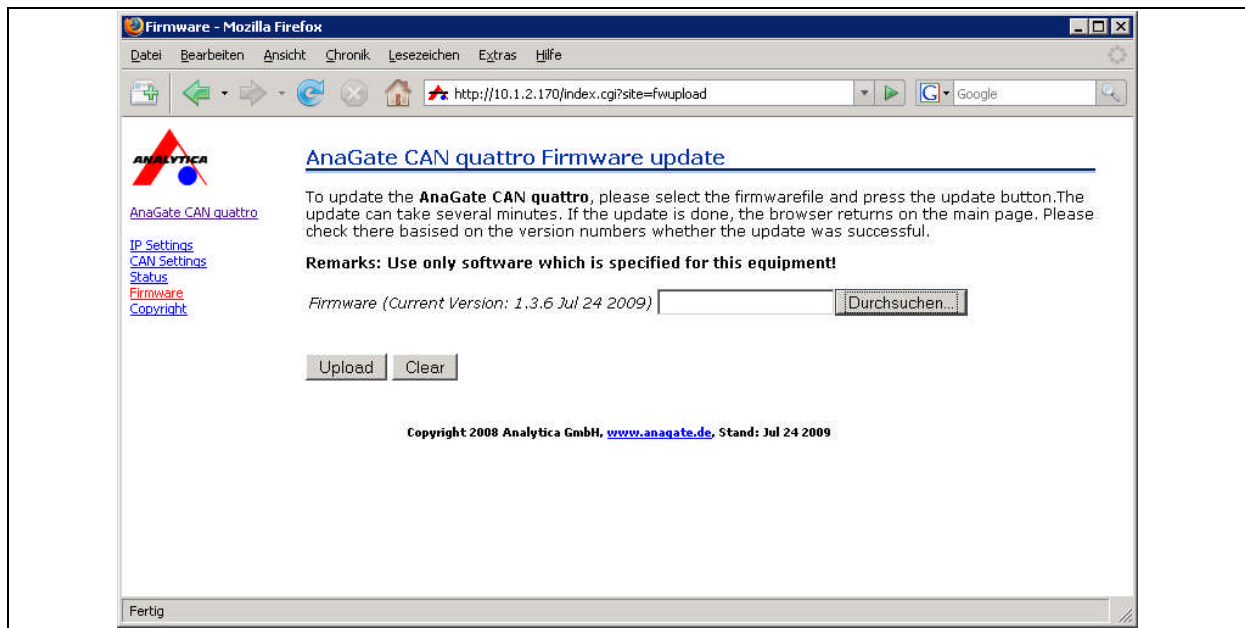 Firmware - Mozilla Firefox
Datei Bearbeiten Ansicht Chronik Lesezeichen Extras Hilfe
http://10.1.2.170/index.cgi?site=fwupload
G Google
ANALYTICA
AnaGate CAN quattro Firmware update
To update the AnaGate CAN quattro, please select the firmwarefile and press the update button.The
update can take several minutes. If the update is done, the browser returns on the main page. Please
check there basised on the version numbers whether the update was successful.
AnaGate CAN quattro
IP Settings
CAN Settings
Status
Firmware
Copyright
Remarks: Use only software which is specified for this equipment!
Firmware (Current Version: 1.3.6 Jul 24 2009)
Durchsuchen...
Upload Clear
Copyright 2008 Analytica GmbH, www.anagate.de, Stand: Jul 24 2009
Fertig